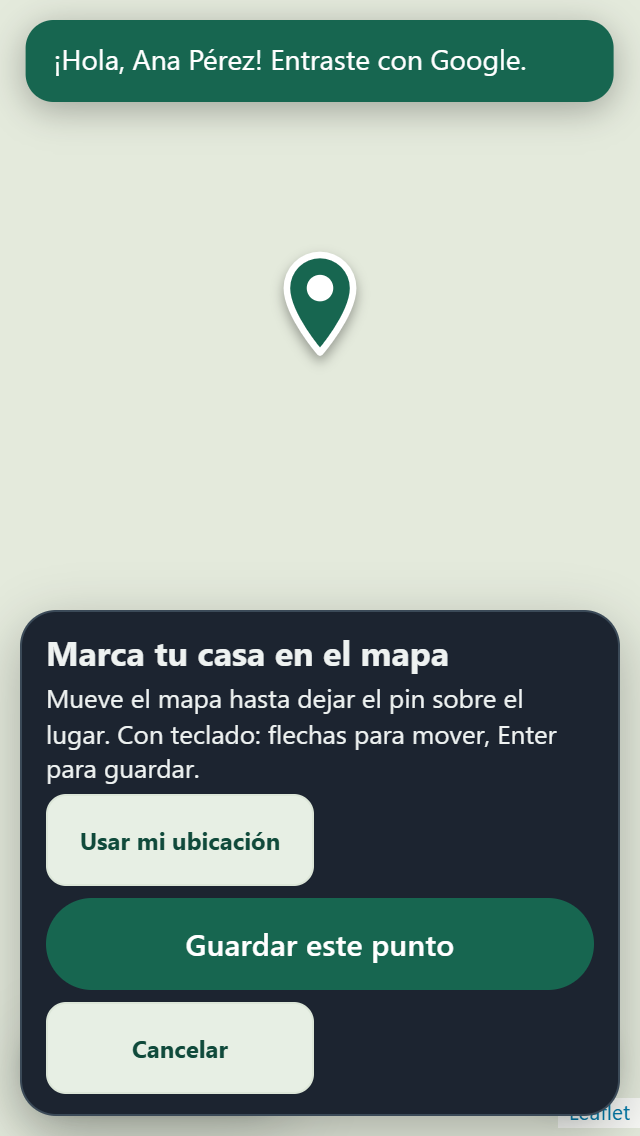 ¡Hola, Ana Pérez! Entraste con Google.
Marca tu casa en el mapa
Mueve el mapa hasta dejar el pin sobre el
lugar. Con teclado: flechas para mover, Enter
para guardar.
Usar mi ubicación
Guardar este punto
Cancelar
Leaflet